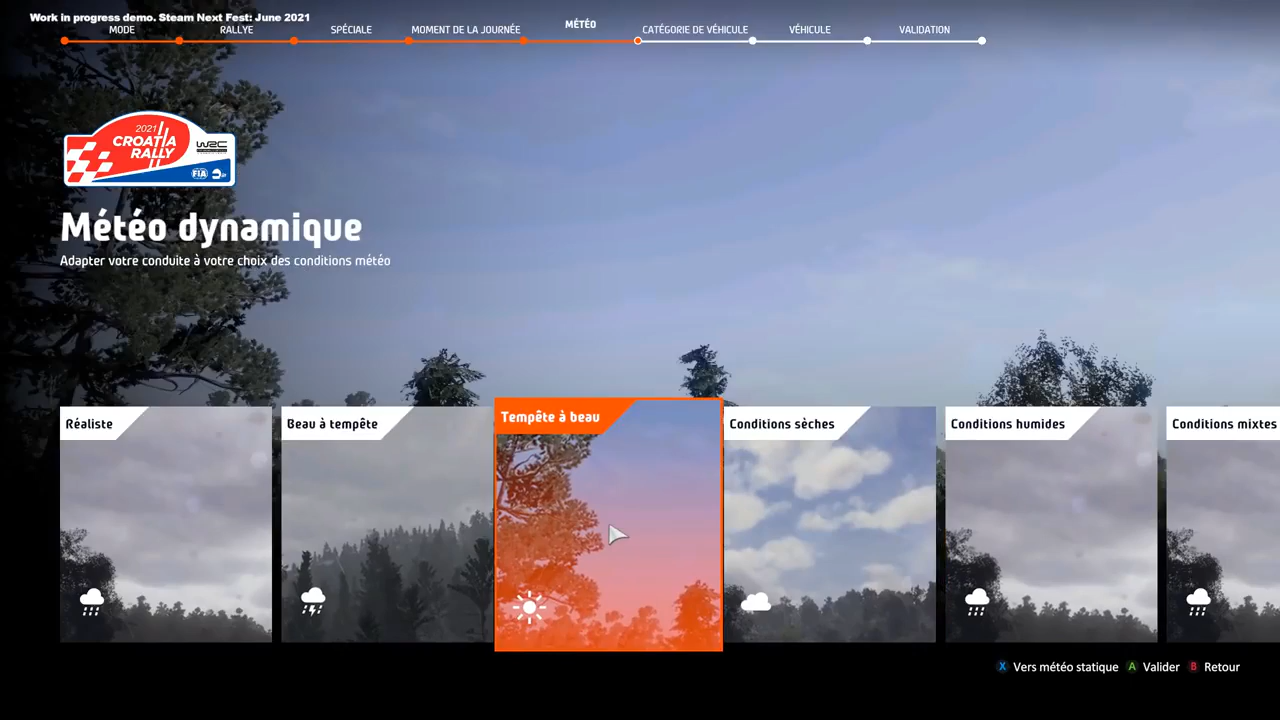 Work in progress demo. Steam Next Fest: June 2021
MODE
RALLYE
SPÉCIALE
MOMENT DE LA JOURNÉE
MÉTÉO
CATÉGORIE DE VÉHICULE
VÉHICULE
VALIDATION
2021
CROATIA
RALLY
WRC
FIA
Météo dynamique
Adapter votre conduite à votre choix des conditions météo
Réaliste
Beau à tempête
Tempête à beau
Conditions sèches
Conditions humides
Conditions mixtes
X Vers météo statique A Valider B Retour